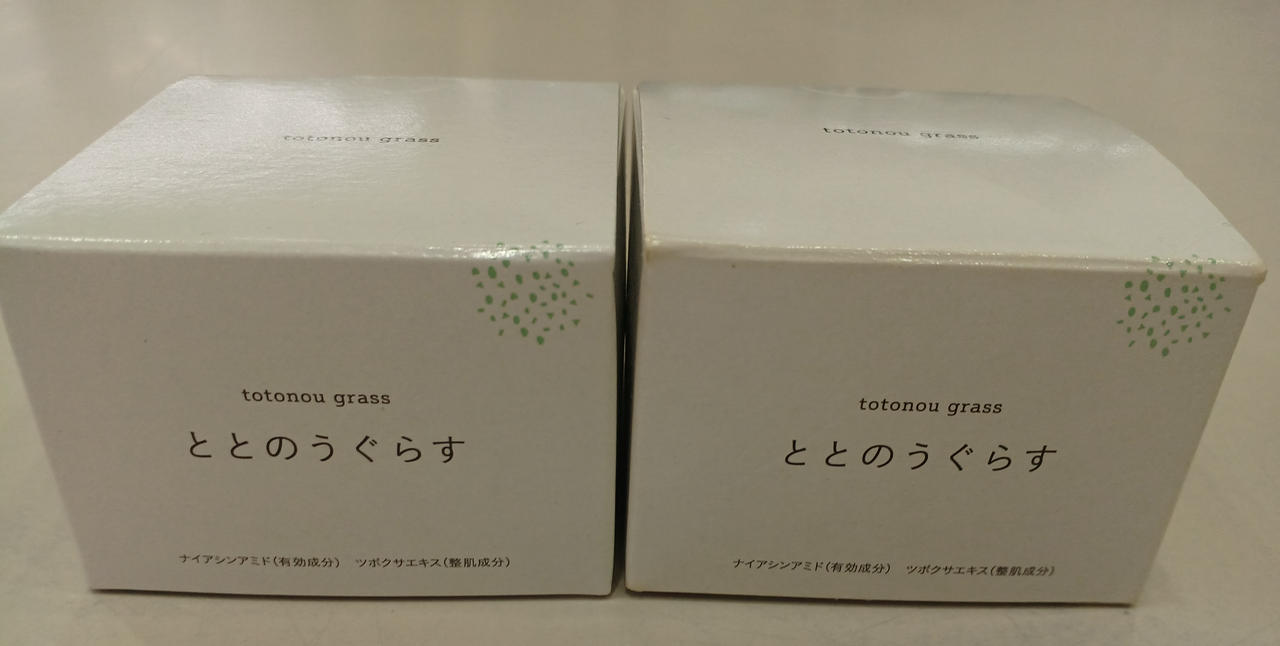 totonou grass
totonou grass
ととのうぐらす
ナイアシンアミド(有効成分) ツボクサエキス(整肌成分)
totonou grass
totonou grass
ととのうぐらす
ナイアシンアミド(有効成分) ツボクサエキス(整肌成分)